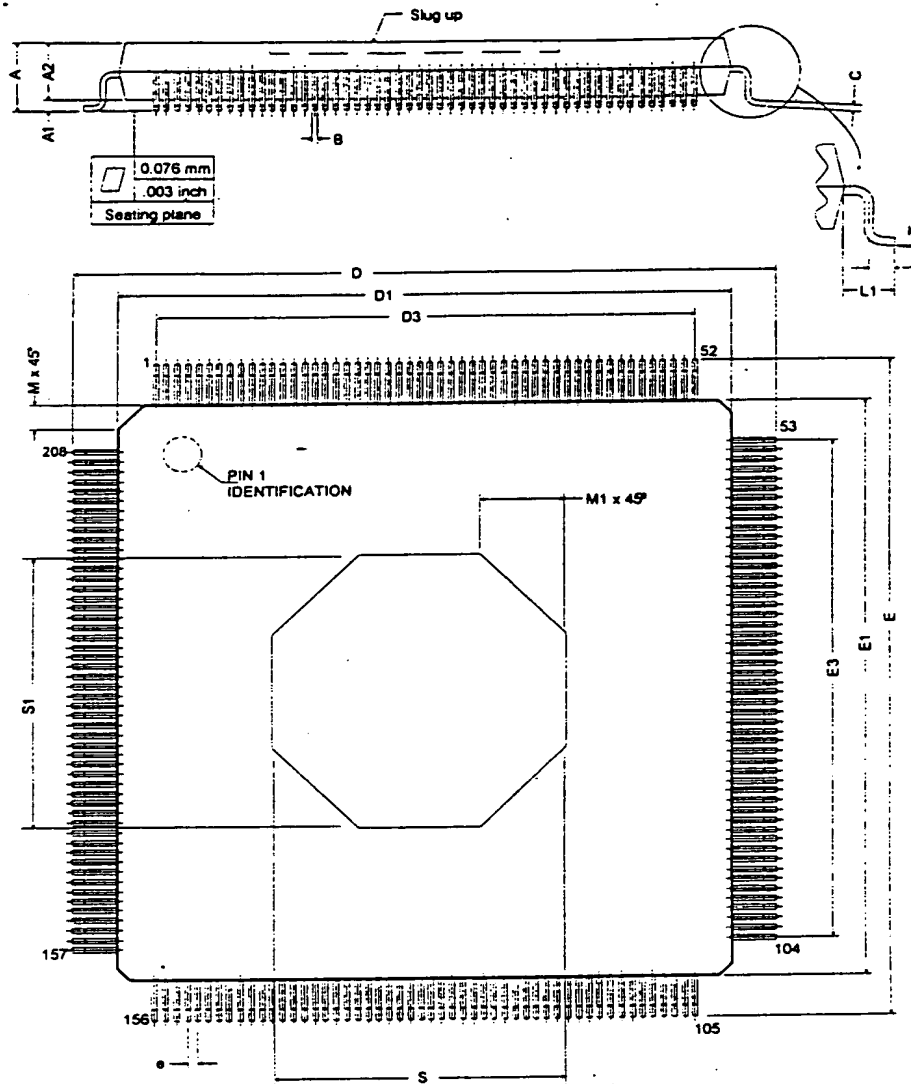 Slug up
A
A2
A1
B
C
0.076 mm
.003 inch
Seating plane
L1
D
D1
D3
M x 45°
1
52
208
53
PIN 1
IDENTIFICATION
M1 x 45°
S1
E3
E1
E
157
104
156
105
e
S